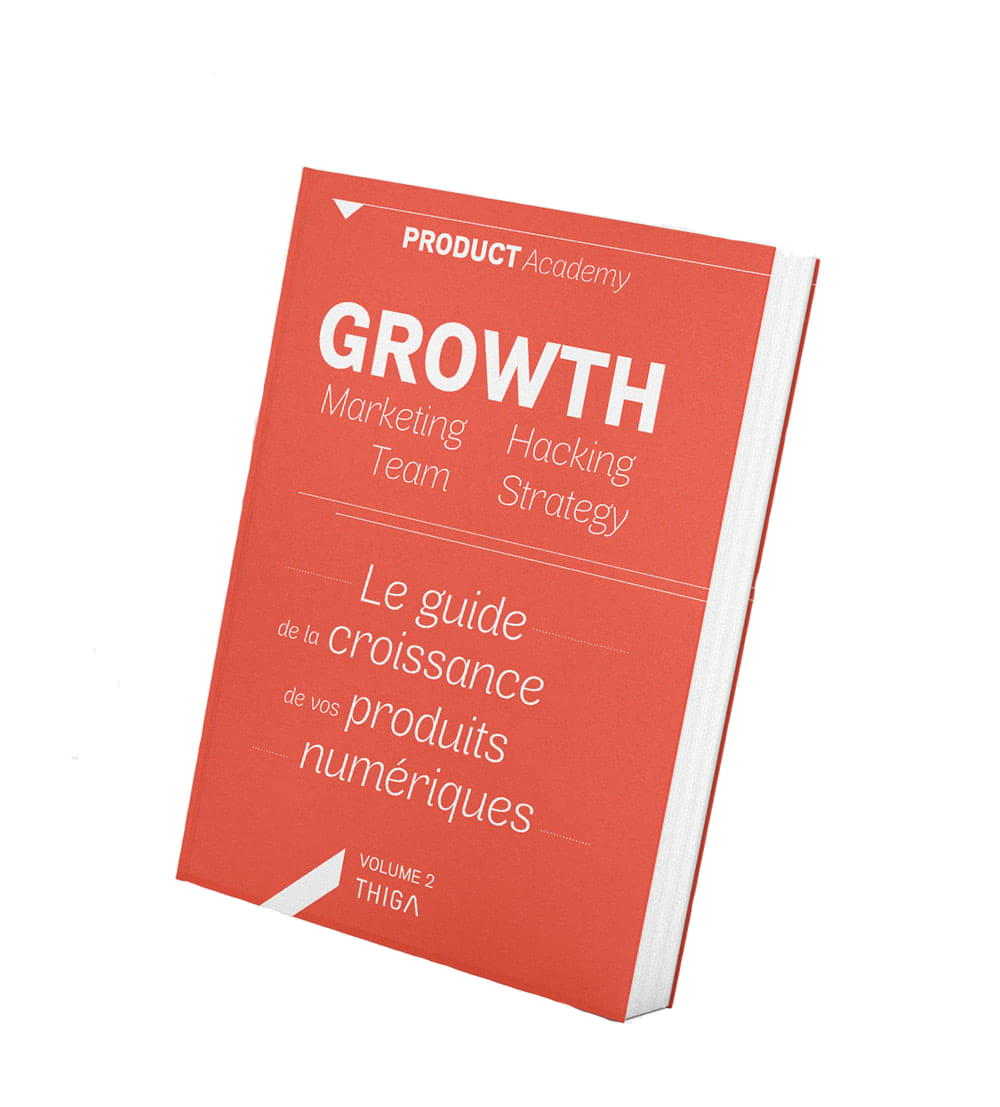 PRODUCT Academy
GROWTH
Marketing Hacking
Team Strategy
Le guide
de la croissance
de vos produits
numériques
VOLUME 2
THIGA